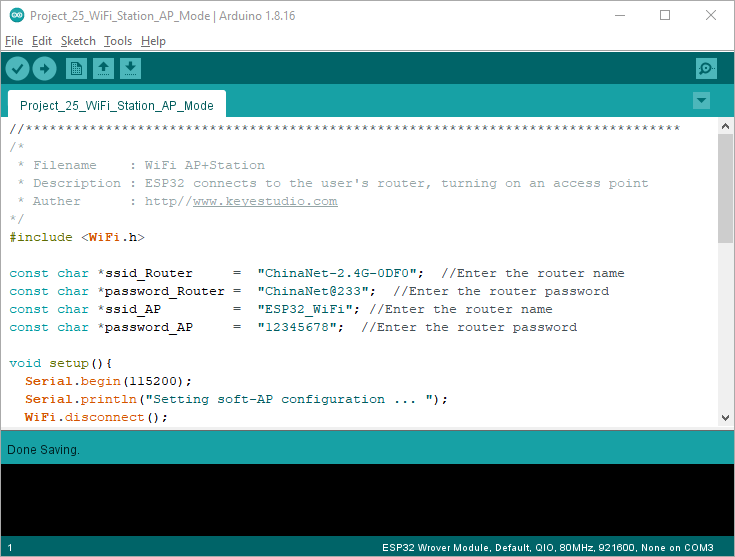 Project_25_WiFi_Station_AP_Mode | Arduino 1.8.16
File Edit Sketch Tools Help
Project_25_WiFi_Station_AP_Mode
//**********************************************************************************
/*
 * Filename    : WiFi AP+Station
 * Description : ESP32 connects to the user's router, turning on an access point
 * Auther      : http//www.keyestudio.com
*/
#include <WiFi.h>
const char *ssid_Router     =  "ChinaNet-2.4G-0DF0";  //Enter the router name
const char *password_Router =  "ChinaNet@233";  //Enter the router password
const char *ssid_AP         =  "ESP32_WiFi"; //Enter the router name
const char *password_AP     =  "12345678";  //Enter the router password
void setup(){
  Serial.begin(115200);
  Serial.println("Setting soft-AP configuration ... ");
  WiFi.disconnect();
Done Saving.
1 ESP32 Wrover Module, Default, QIO, 80MHz, 921600, None on COM3